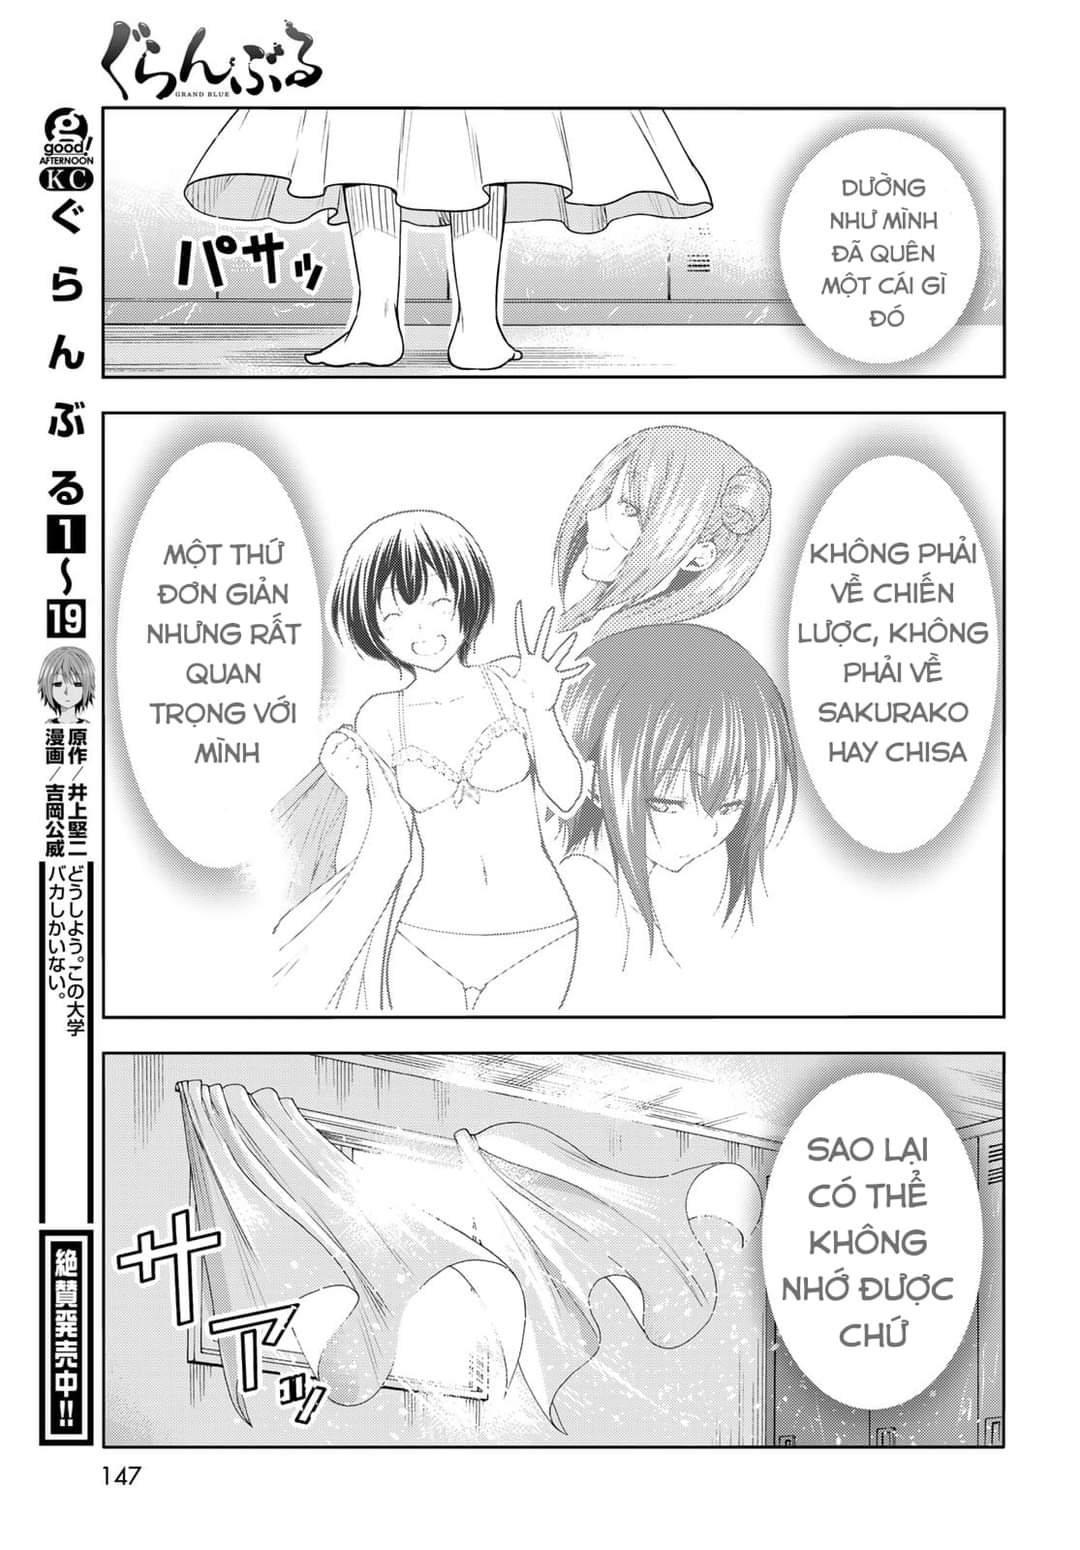 ぐらんぶる
GRAND BLUE
good!
AFTERNOON
KC
ぐらんぶる
1
〜
19
原作/井上堅二
漫画/吉岡公威
どうしよう。この大学
バカしかいない。
絶賛発売中!!
DƯỜNG
NHƯ MÌNH
ĐÃ QUÊN
MỘT CÁI GÌ
ĐÓ
パサッ
KHÔNG PHẢI
VỀ CHIẾN
LƯỢC, KHÔNG
PHẢI VỀ
SAKURAKO
HAY CHISA
MỘT THỨ
ĐƠN GIẢN
NHƯNG RẤT
QUAN
TRỌNG VỚI
MÌNH
SAO LẠI
CÓ THỂ
KHÔNG
NHỚ ĐƯỢC
CHỨ
サアッ
147